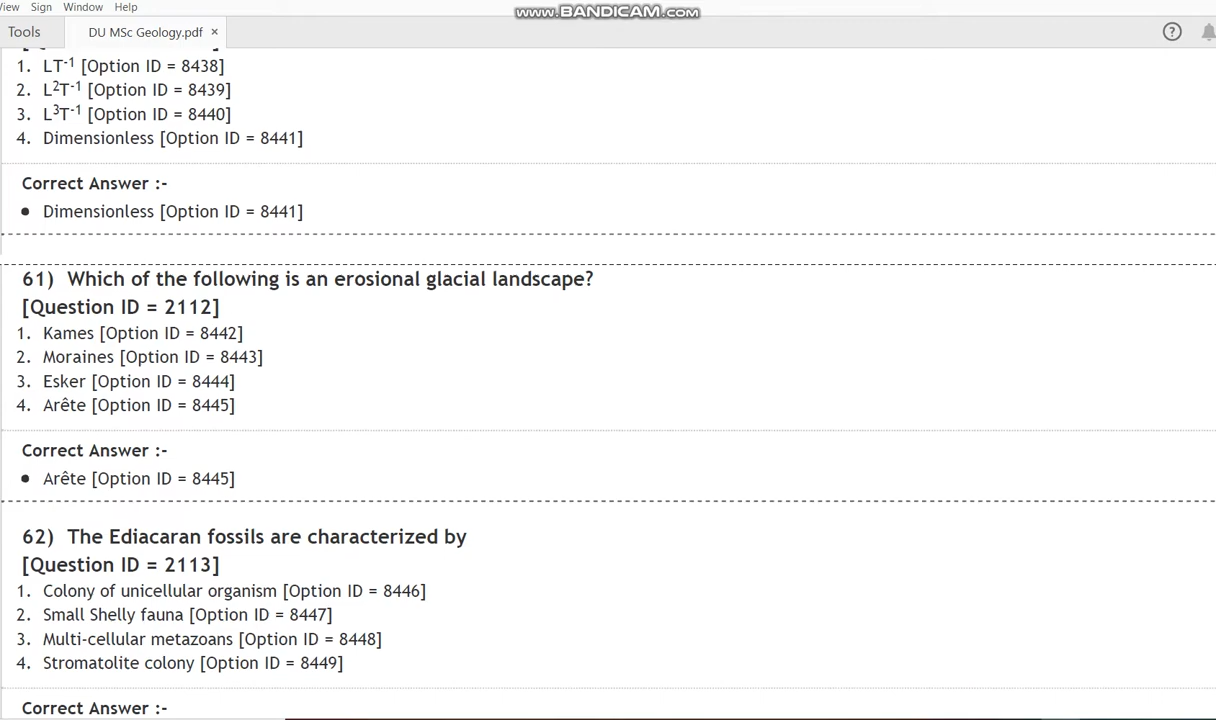 View Sign Window Help
www.BANDICAM.com
Tools
DU MSc Geology.pdf ×
1. LT-1 [Option ID = 8438]
2. L2T-1 [Option ID = 8439]
3. L3T-1 [Option ID = 8440]
4. Dimensionless [Option ID = 8441]
Correct Answer :-
• Dimensionless [Option ID = 8441]
61) Which of the following is an erosional glacial landscape?
[Question ID = 2112]
1. Kames [Option ID = 8442]
2. Moraines [Option ID = 8443]
3. Esker [Option ID = 8444]
4. Arête [Option ID = 8445]
Correct Answer :-
• Arête [Option ID = 8445]
62) The Ediacaran fossils are characterized by
[Question ID = 2113]
1. Colony of unicellular organism [Option ID = 8446]
2. Small Shelly fauna [Option ID = 8447]
3. Multi-cellular metazoans [Option ID = 8448]
4. Stromatolite colony [Option ID = 8449]
Correct Answer :-